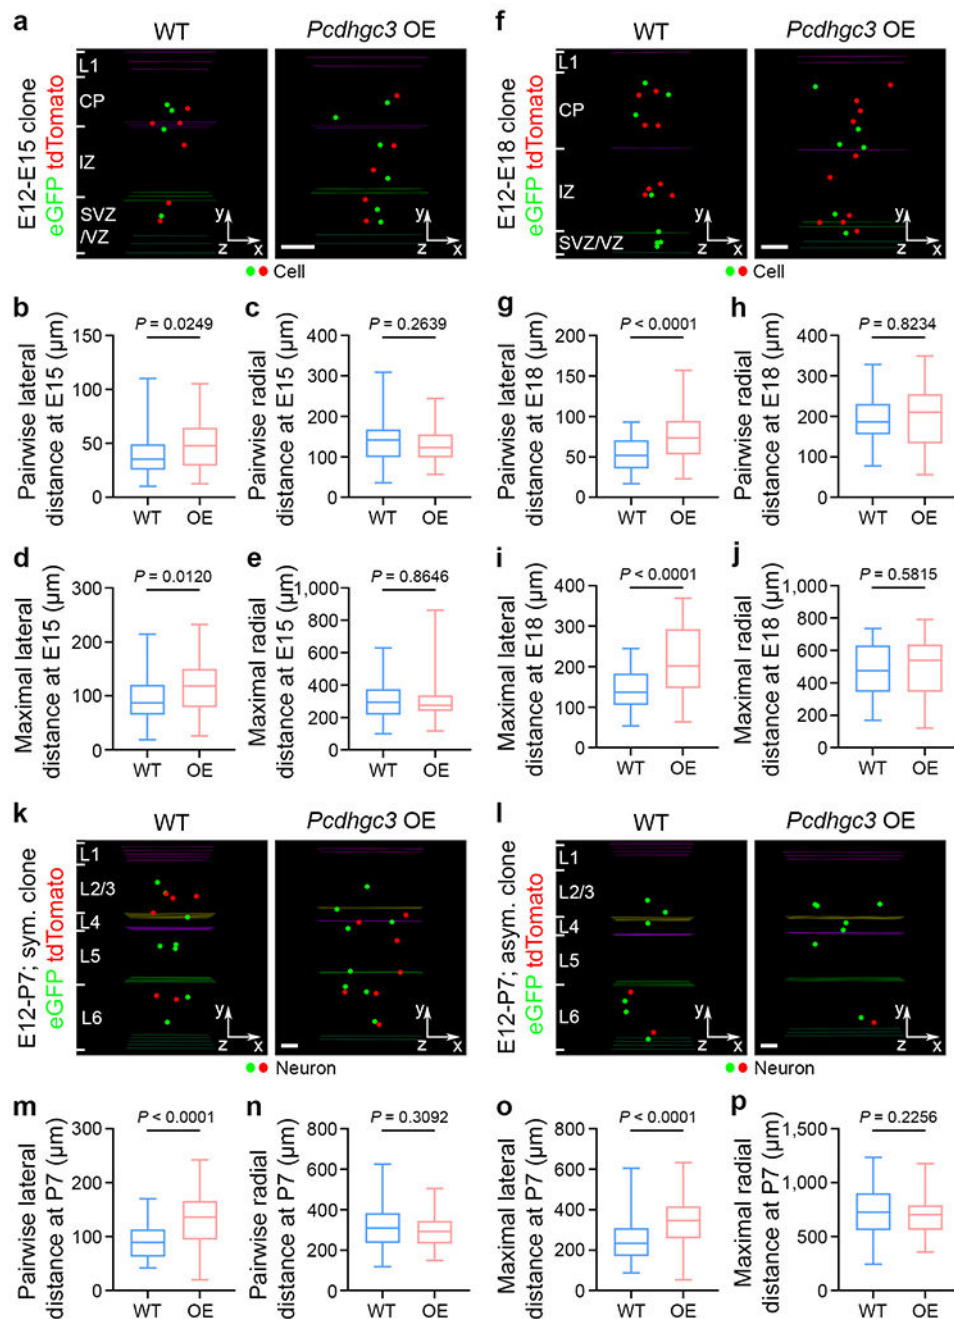 a
WT
Pcdhgc3 OE
E12-E15 clone
eGFP tdTomato
L1
CP
IZ
SVZ
/VZ
y
z
x
y
z
x
Cell
f
WT
Pcdhgc3 OE
E12-E18 clone
eGFP tdTomato
L1
CP
IZ
SVZ/VZ
y
z
x
y
z
x
Cell
b
Pairwise lateral
distance at E15 (μm)
P = 0.0249
150
100
50
0
WT
OE
c
Pairwise radial
distance at E15 (μm)
P = 0.2639
400
300
200
100
0
WT
OE
g
Pairwise lateral
distance at E18 (μm)
P < 0.0001
200
150
100
50
0
WT
OE
h
Pairwise radial
distance at E18 (μm)
P = 0.8234
400
300
200
100
0
WT
OE
d
Maximal lateral
distance at E15 (μm)
P = 0.0120
300
200
100
0
WT
OE
e
Maximal radial
distance at E15 (μm)
P = 0.8646
1,000
800
600
400
200
0
WT
OE
i
Maximal lateral
distance at E18 (μm)
P < 0.0001
400
300
200
100
0
WT
OE
j
Maximal radial
distance at E18 (μm)
P = 0.5815
1,000
800
600
400
200
0
WT
OE
k
WT
Pcdhgc3 OE
E12-P7; sym. clone
eGFP tdTomato
L1
L2/3
L4
L5
L6
y
z
x
y
z
x
Neuron
l
WT
Pcdhgc3 OE
E12-P7; asym. clone
eGFP tdTomato
L1
L2/3
L4
L5
L6
y
z
x
y
z
x
Neuron
m
Pairwise lateral
distance at P7 (μm)
P < 0.0001
300
200
100
0
WT
OE
n
Pairwise radial
distance at P7 (μm)
P = 0.3092
800
600
400
200
0
WT
OE
o
Maximal lateral
distance at P7 (μm)
P < 0.0001
800
600
400
200
0
WT
OE
p
Maximal radial
distance at P7 (μm)
P = 0.2256
1,500
1,000
500
0
WT
OE